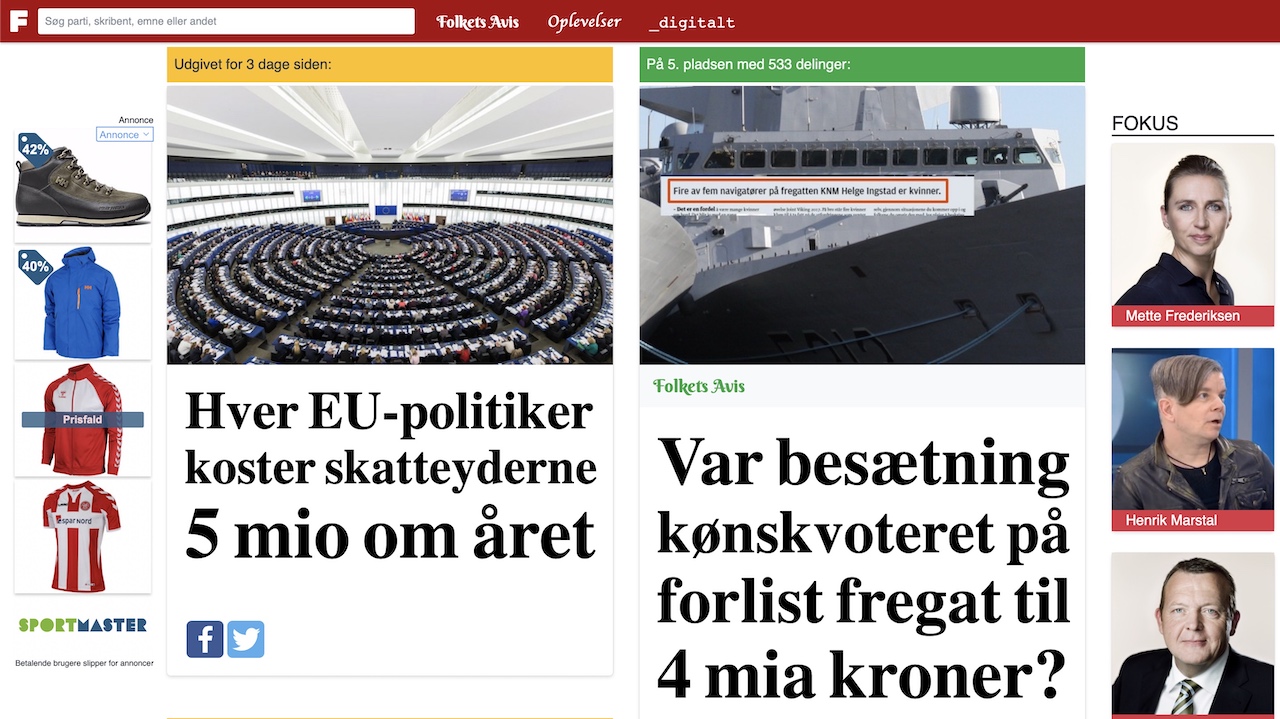 F
Søg parti, skribent, emne eller andet
Folkets Avis
Oplevelser
_digitalt
Annonce
Annonce
42%
40%
Prisfald
spar Nord
SPORTMASTER
Betalende brugere slipper for annoncer
Udgivet for 3 dage siden:
Hver EU-politiker
koster skatteyderne
5 mio om året
På 5. pladsen med 533 delinger:
Fire av fem navigatører på fregatten KNM Helge Ingstad er kvinner.
Folkets Avis
Var besætning
kønskvoteret på
forlist fregat til
4 mia kroner?
FOKUS
Mette Frederiksen
Henrik Marstal